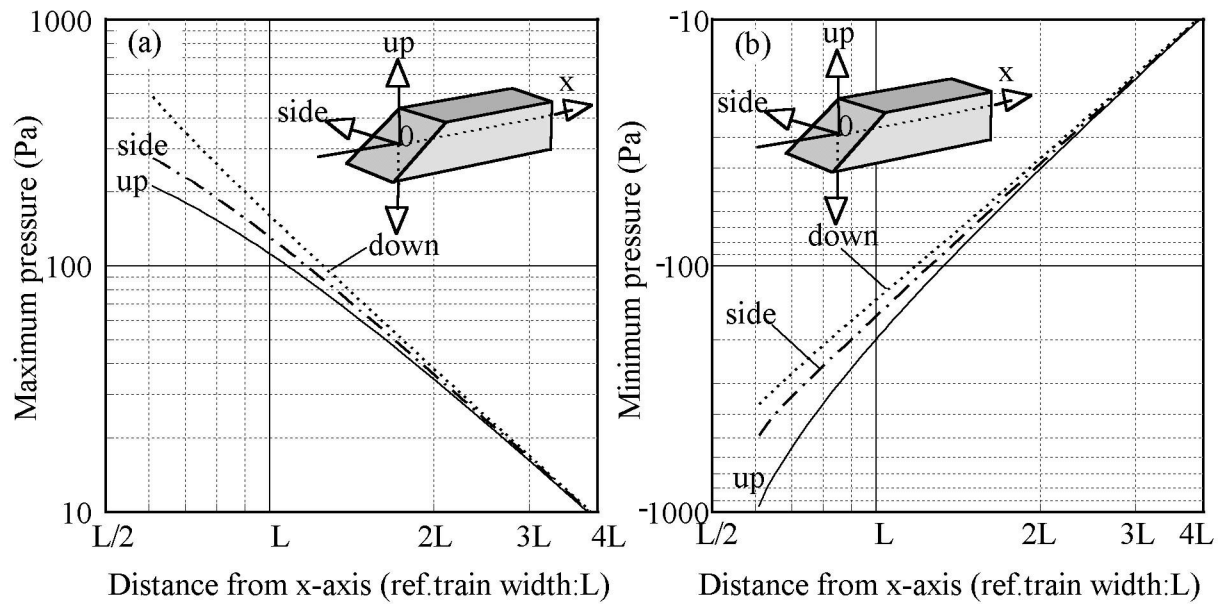 (a)
1000
up
x
side
0
down
side
up
100
10
Maximum pressure (Pa)
L/2
L
2L
3L
4L
Distance from x-axis (ref.train width:L)
(b)
-10
up
x
side
0
down
side
up
-100
-1000
Minimum pressure (Pa)
L/2
L
2L
3L
4L
Distance from x-axis (ref.train width:L)